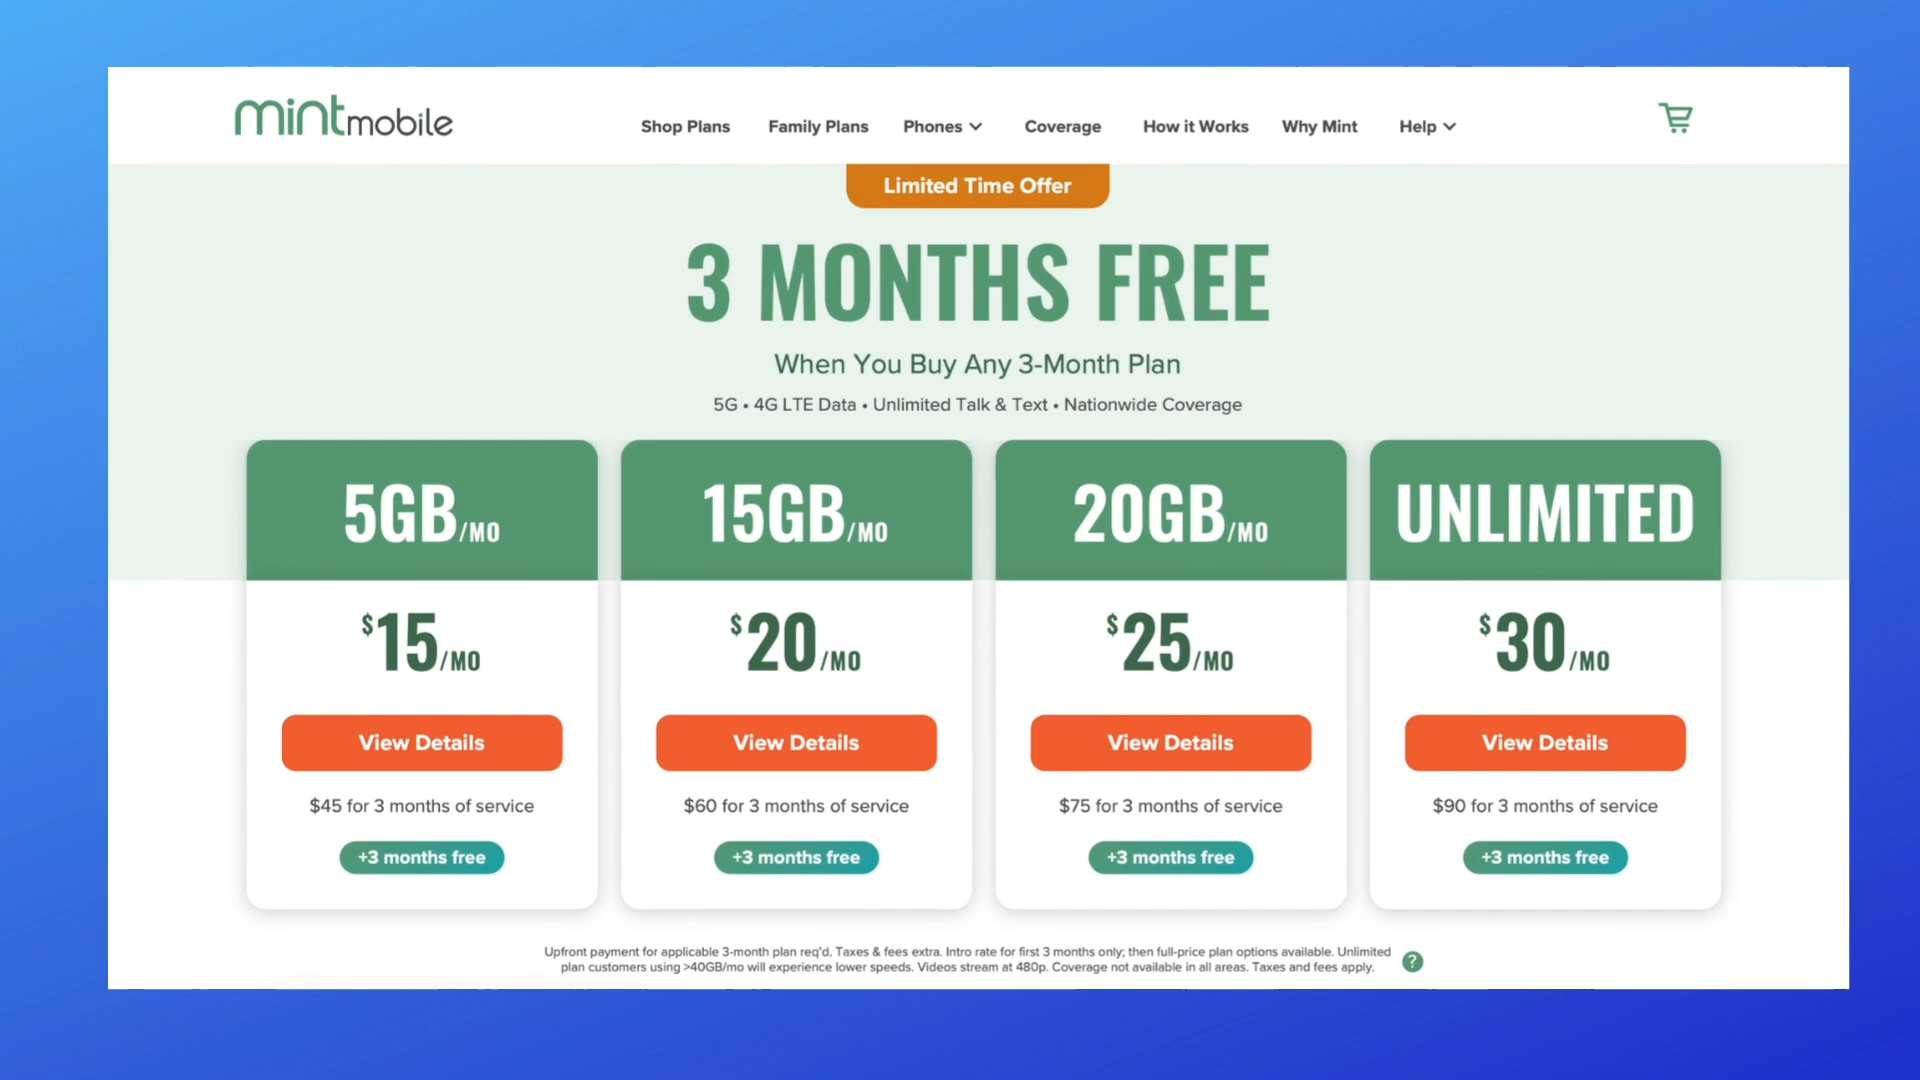 mintmobile
Shop Plans Family Plans Phones Coverage How it Works Why Mint Help
Limited Time Offer
3 MONTHS FREE
When You Buy Any 3-Month Plan
5G • 4G LTE Data • Unlimited Talk & Text • Nationwide Coverage
5GB/MO
$15/MO
View Details
$45 for 3 months of service
+3 months free
15GB/MO
$20/MO
View Details
$60 for 3 months of service
+3 months free
20GB/MO
$25/MO
View Details
$75 for 3 months of service
+3 months free
UNLIMITED
$30/MO
View Details
$90 for 3 months of service
+3 months free
Upfront payment for applicable 3-month plan req'd. Taxes & fees extra. Intro rate for first 3 months only; then full-price plan options available. Unlimited
plan customers using >40GB/mo will experience lower speeds. Videos stream at 480p. Coverage not available in all areas. Taxes and fees apply.
?